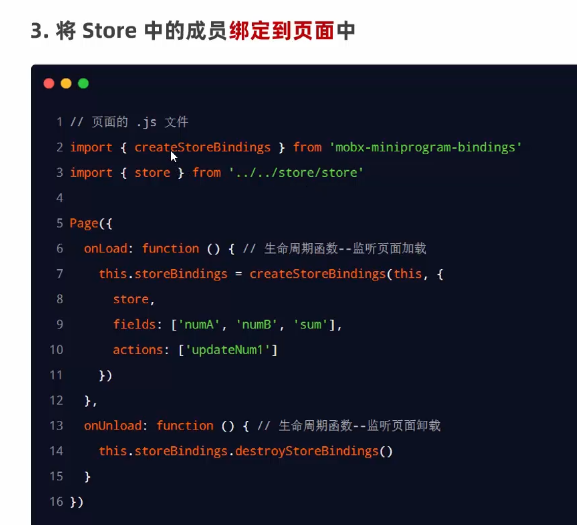 3. 将 Store 中的成员绑定到页面中
1 // 页面的 .js 文件
2 import { createStoreBindings } from 'mobx-miniprogram-bindings'
3 import { store } from '../../store/store'
4
5 Page({
6 onLoad: function () { // 生命周期函数--监听页面加载
7 this.storeBindings = createStoreBindings(this, {
8 store,
9 fields: ['numA', 'numB', 'sum'],
10 actions: ['updateNum1']
11 })
12 },
13 onUnload: function () { // 生命周期函数--监听页面卸载
14 this.storeBindings.destroyStoreBindings()
15 }
16 })